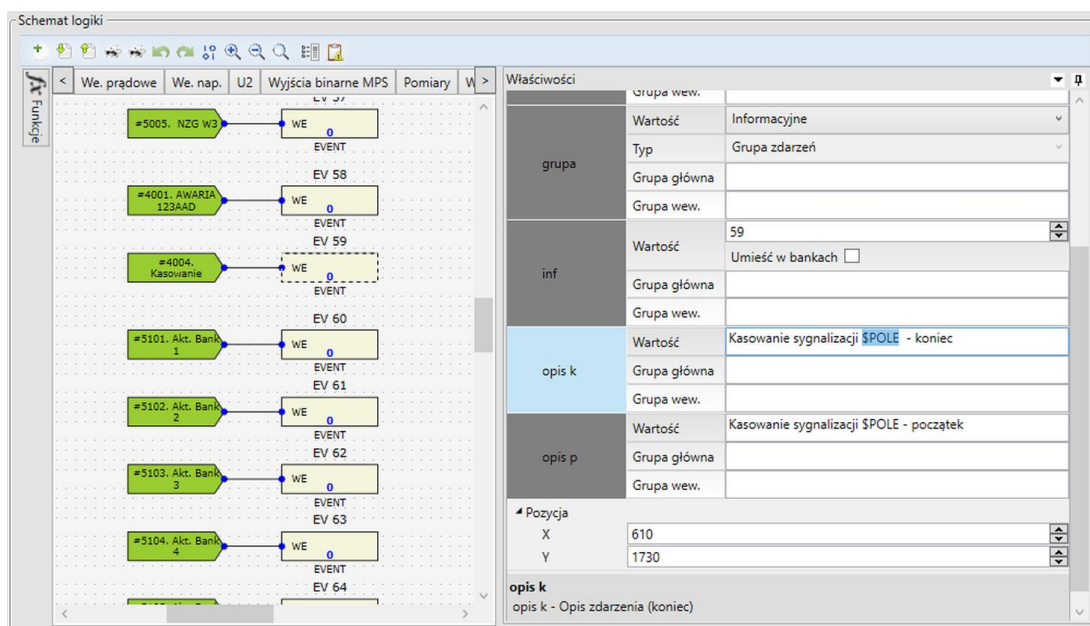 Schemat logiki
Funkcje
< We. prądowe We. nap. U2 Wyjścia binarne MPS Pomiary W >
EV 57
#5005. NZG W3
WE
0
EVENT
EV 58
#4001. AWARIA
123AAD
WE
0
EVENT
EV 59
#4004.
Kasowanie
WE
0
EVENT
EV 60
#5101. Akt. Bank
1
WE
0
EVENT
EV 61
#5102. Akt. Bank
2
WE
0
EVENT
EV 62
#5103. Akt. Bank
3
WE
0
EVENT
EV 63
#5104. Akt. Bank
4
WE
0
EVENT
EV 64
Właściwości
Grupa wew.
grupa
Wartość Informacyjne
Typ Grupa zdarzeń
Grupa główna
Grupa wew.
inf
Wartość 59
Umieść w bankach
Grupa główna
Grupa wew.
opis k
Wartość Kasowanie sygnalizacji $POLE - koniec
Grupa główna
Grupa wew.
opis p
Wartość Kasowanie sygnalizacji $POLE - początek
Grupa główna
Grupa wew.
Pozycja
X 610
Y 1730
opis k
opis k - Opis zdarzenia (koniec)